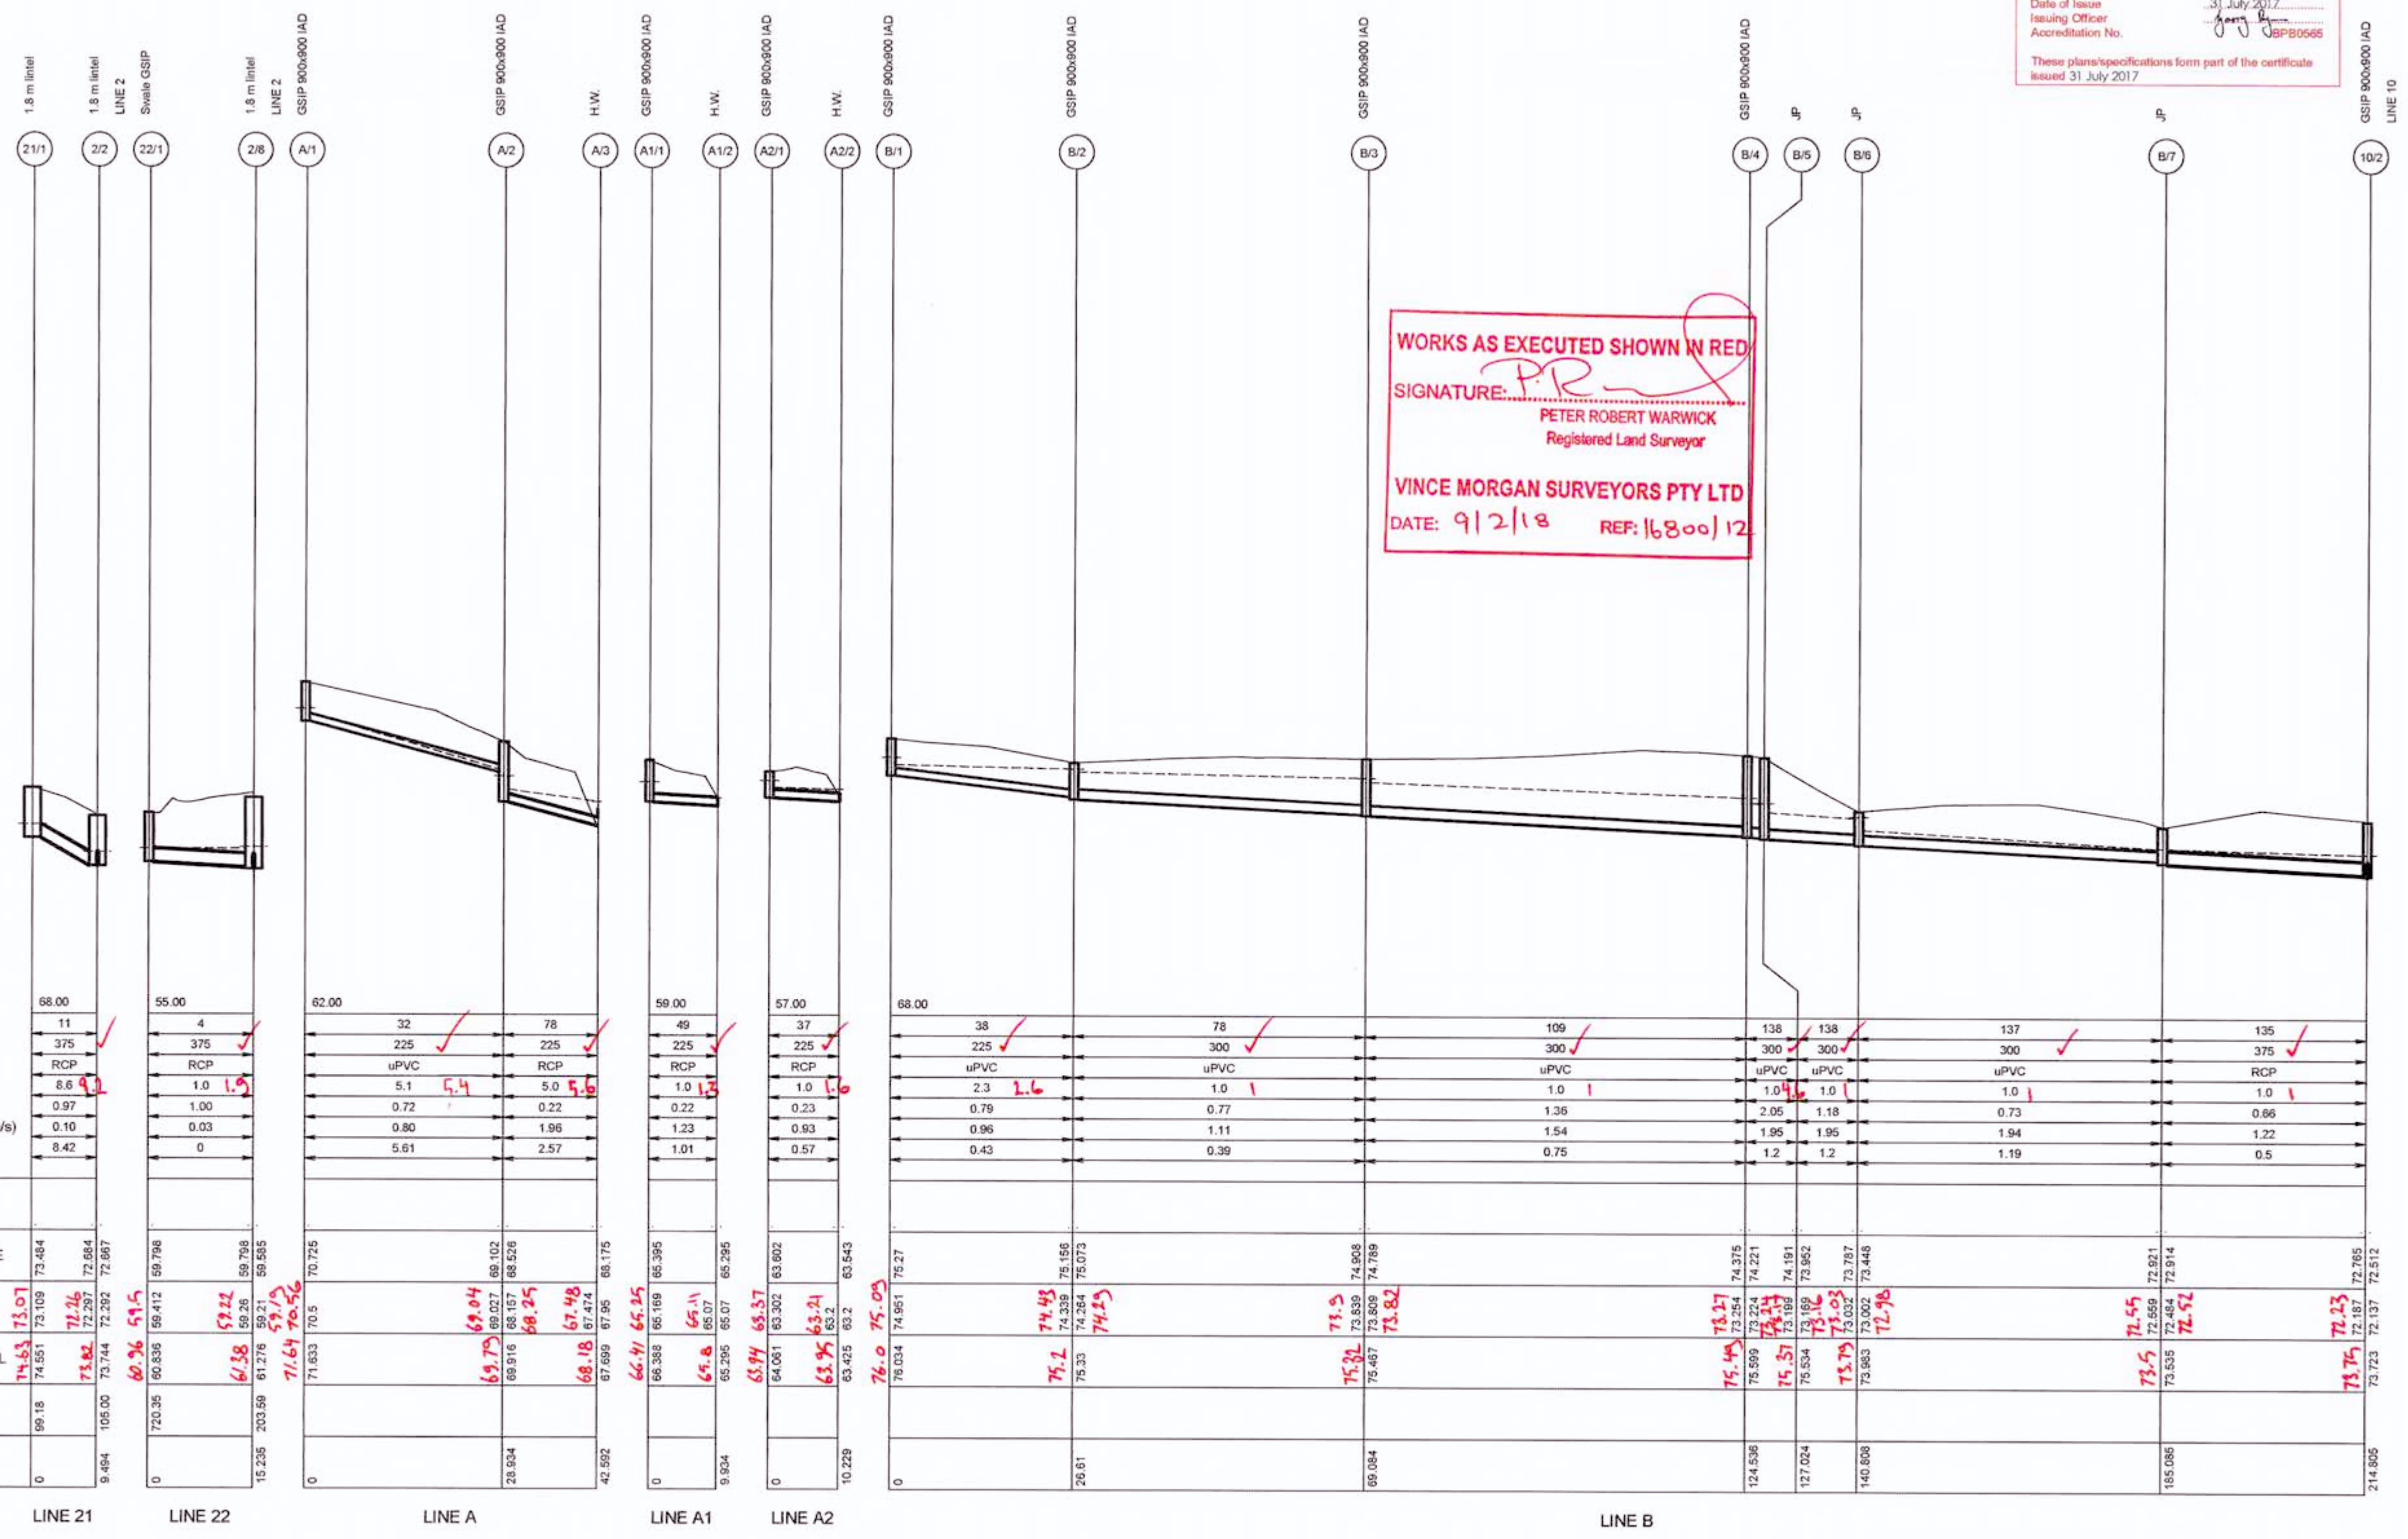 Date of Issue 31 July 2017
Issuing Officer
Accreditation No. BPB0565
These plans/specifications form part of the certificate
issued 31 July 2017
1.8 m lintel
1.8 m lintel
LINE 2
Swale GSIP
1.8 m lintel
LINE 2
GSIP 900x900 IAD
GSIP 900x900 IAD
H.W.
GSIP 900x900 IAD
H.W.
GSIP 900x900 IAD
H.W.
GSIP 900x900 IAD
GSIP 900x900 IAD
GSIP 900x900 IAD
GSIP 900x900 IAD
JP
JP
JP
GSIP 900x900 IAD
LINE 10
21/1 2/2 22/1 2/8 A/1 A/2 A/3 A1/1 A1/2 A2/1 A2/2 B/1 B/2 B/3 B/4 B/5 B/6 B/7 10/2
WORKS AS EXECUTED SHOWN IN RED
SIGNATURE: P.R
PETER ROBERT WARWICK
Registered Land Surveyor
VINCE MORGAN SURVEYORS PTY LTD
DATE: 9/2/18 REF: 16800/12
68.00 55.00 62.00 59.00 57.00 68.00
11 4 32 78 49 37 38 78 109 138 138 137 135
375 375 225 225 225 225 225 300 300 300 300 300 375
RCP RCP uPVC RCP RCP RCP uPVC uPVC uPVC uPVC uPVC uPVC RCP
8.6 9.2 1.0 1.9 5.1 5.4 5.0 5.6 1.0 1.3 1.0 1.6 2.3 2.6 1.0 1 1.0 1 1.0 1.0 1 1.0 1 1.0 1
0.97 1.00 0.72 0.22 0.22 0.23 0.79 0.77 1.36 2.05 1.18 0.73 0.66
/s) 0.10 0.03 0.80 1.96 1.23 0.93 0.96 1.11 1.54 1.95 1.95 1.94 1.22
8.42 0 5.61 2.57 1.01 0.57 0.43 0.39 0.75 1.2 1.2 1.19 0.5
73.484 72.684 72.667 59.798 59.798 59.585 70.725 69.102 68.526 68.175 65.395 65.295 63.602 63.543 75.27 75.156 75.073 74.908 74.789 74.375 74.221 74.191 73.952 73.787 73.448 72.921 72.914 72.765 72.512
73.07 73.109 72.26 72.297 72.292 59.5 59.412 59.22 59.26 59.21 59.19 70.56 70.5 69.04 69.027 68.157 68.25 67.48 67.474 67.95 65.25 65.169 65.11 65.07 65.07 63.37 63.302 63.21 63.2 63.2 75.09 74.951 74.43 74.339 74.264 74.29 73.9 73.839 73.809 73.82 73.27 73.254 73.224 73.24 73.199 73.169 73.16 73.03 73.032 73.002 72.98 72.55 72.559 72.484 72.52 72.23 72.187 72.137
74.63 74.551 73.82 73.744 60.96 60.836 61.38 61.276 71.64 71.633 69.79 69.916 68.18 67.699 66.41 66.388 65.8 65.295 63.94 64.061 63.95 63.425 76.0 76.034 75.2 75.33 75.32 75.467 75.49 75.599 75.37 75.534 73.79 73.983 73.5 73.535 73.75 73.723
99.18 105.00 720.35 203.59
0 9.494 0 15.235 0 28.934 42.592 0 9.934 0 10.229 0 26.61 69.084 124.536 127.024 140.808 185.085 214.805
LINE 21 LINE 22 LINE A LINE A1 LINE A2 LINE B